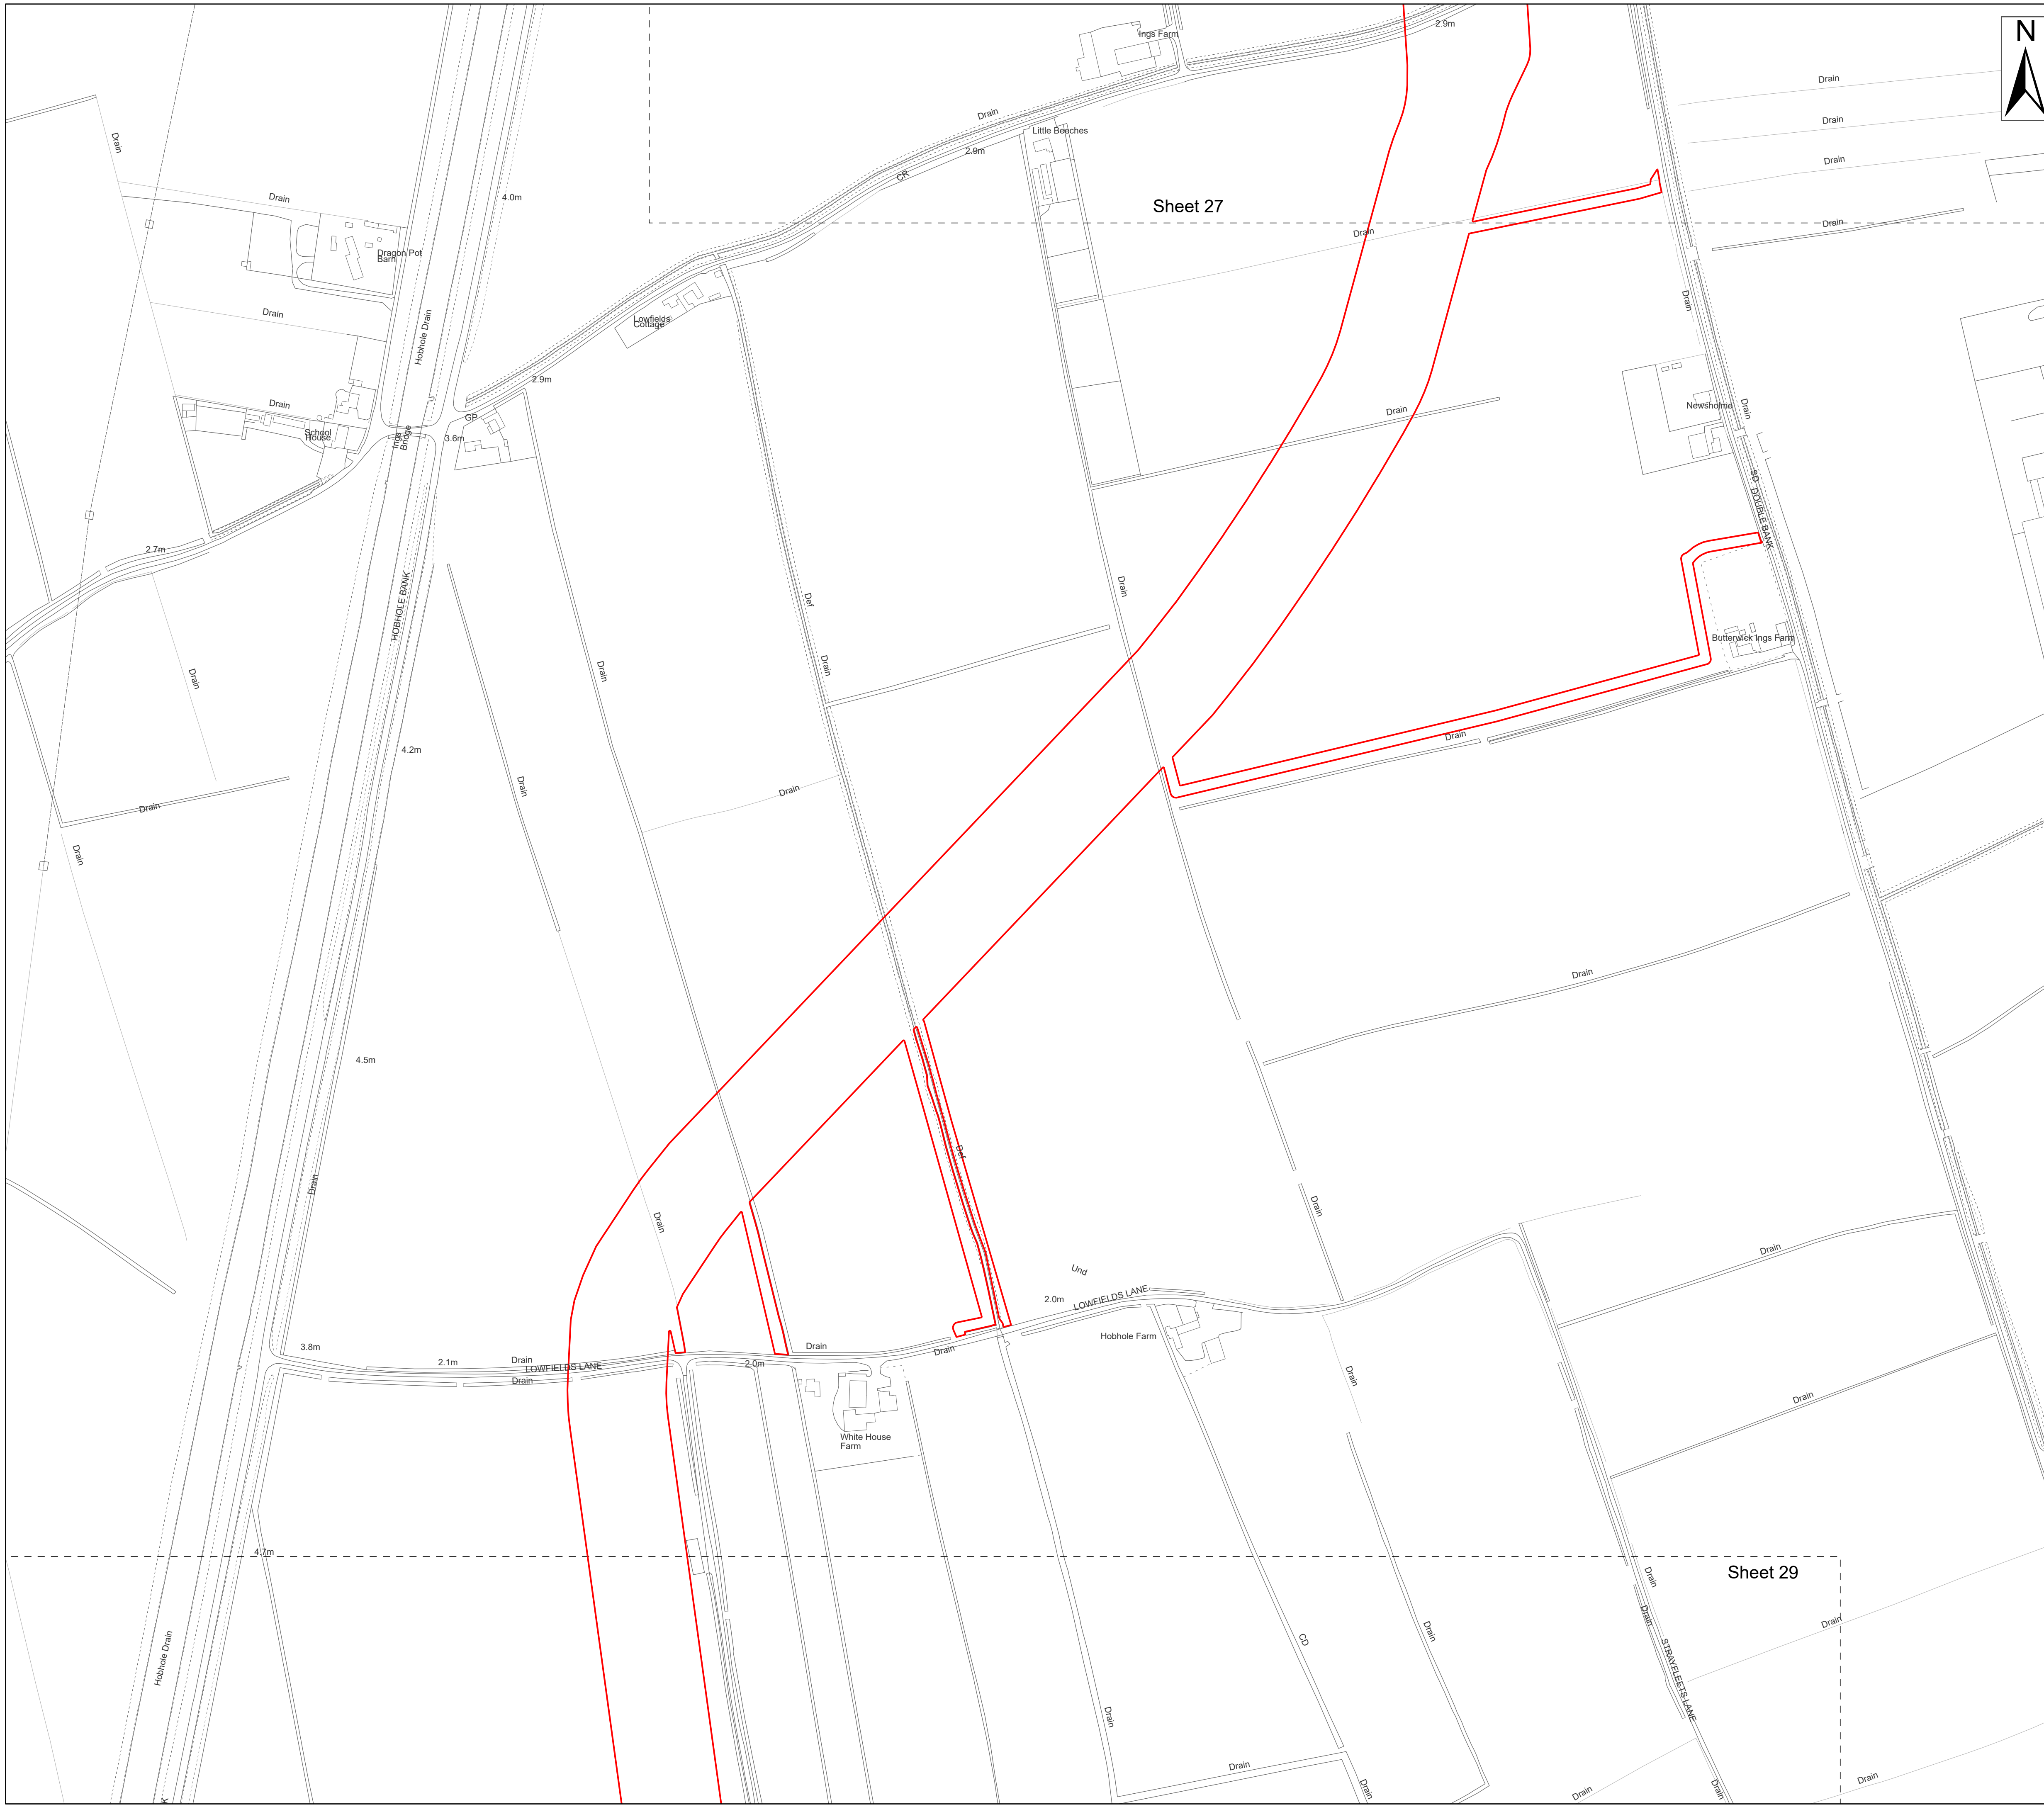 N
2.9m
Ings Farm
Drain
Drain
Drain
Drain
Drain
Little Beeches
2.9m
CR
Drain
4.0m
Sheet 27
Drain
Drain
Dragon Pot
Barn
Drain
Drain
Hobhole Drain
Lowfields
Cottage
2.9m
Drain
Drain
Newsholme
Drain
GP
School
House
Ings
Bridge
3.6m
SD
DOUBLE BANK
2.7m
HOBHOLE BANK
Drain
Def
Drain
Drain
Drain
Butterwick Ings Farm
4.2m
Drain
Drain
Drain
Drain
Drain
Drain
4.5m
Def
Drain
Drain
Drain
Drain
Und
2.0m
LOWFIELDS LANE
Hobhole Farm
Drain
3.8m
2.1m
Drain
LOWFIELDS LANE
Drain
2.0m
Drain
Drain
Drain
Drain
White House
Farm
4.7m
Sheet 29
Drain
Drain
Drain
Hobhole Drain
CD
Drain
STRAYFLEETS LANE
Drain
Drain
Drain
Drain
Drain
Drain
K